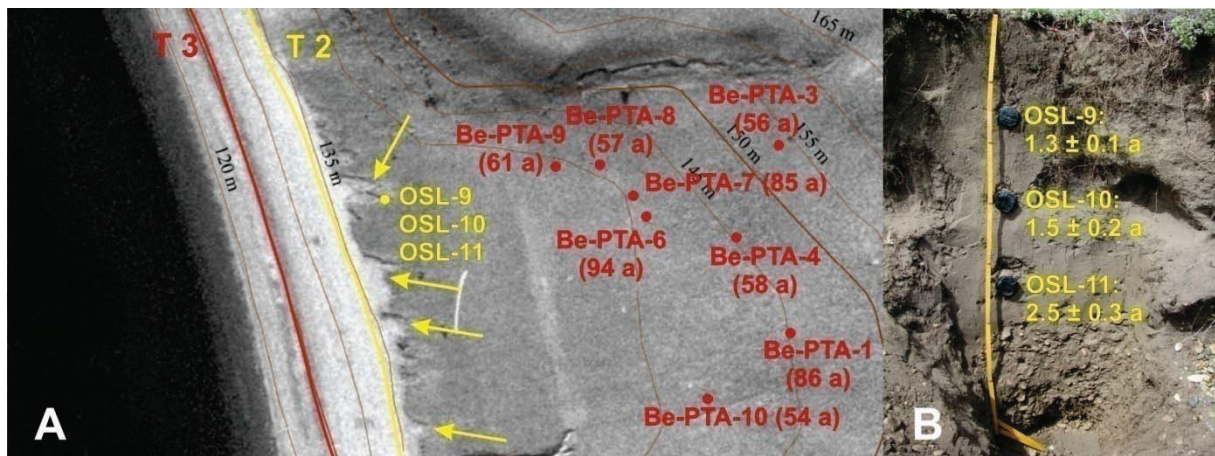 T 3
T 2
165 m
Be-PTA-3
(56 a)
Be-PTA-8
(57 a)
Be-PTA-9
(61 a)
150 m
155 m
135 m
120 m
Be-PTA-7 (85 a)
OSL-9
OSL-10
OSL-11
Be-PTA-6
(94 a)
Be-PTA-4
(58 a)
Be-PTA-1
(86 a)
Be-PTA-10 (54 a)
A
OSL-9:
1.3 ± 0.1 a
OSL-10:
1.5 ± 0.2 a
OSL-11:
2.5 ± 0.3 a
B